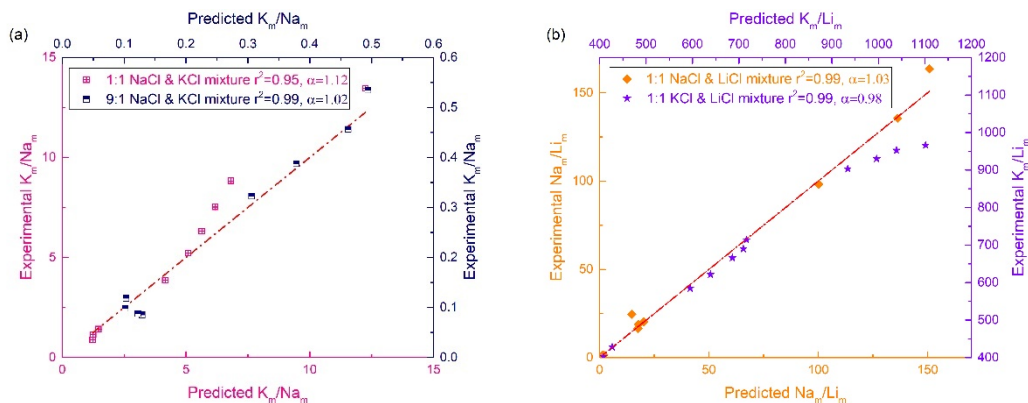 (a)
Predicted K_m/Na_m
0.0 0.1 0.2 0.3 0.4 0.5 0.6
15
10
5
0
Experimental K_m/Na_m
1:1 NaCl & KCl mixture r²=0.95, α=1.12
9:1 NaCl & KCl mixture r²=0.99, α=1.02
0.6
0.5
0.4
0.3
0.2
0.1
0.0
Experimental K_m/Na_m
0 5 10 15
Predicted K_m/Na_m
(b)
Predicted K_m/Li_m
400 500 600 700 800 900 1000 1100 1200
150
100
50
0
Experimental Na_m/Li_m
1:1 NaCl & LiCl mixture r²=0.99, α=1.03
1:1 KCl & LiCl mixture r²=0.99, α=0.98
1200
1100
1000
900
800
700
600
500
400
Experimental K_m/Li_m
0 50 100 150
Predicted Na_m/Li_m